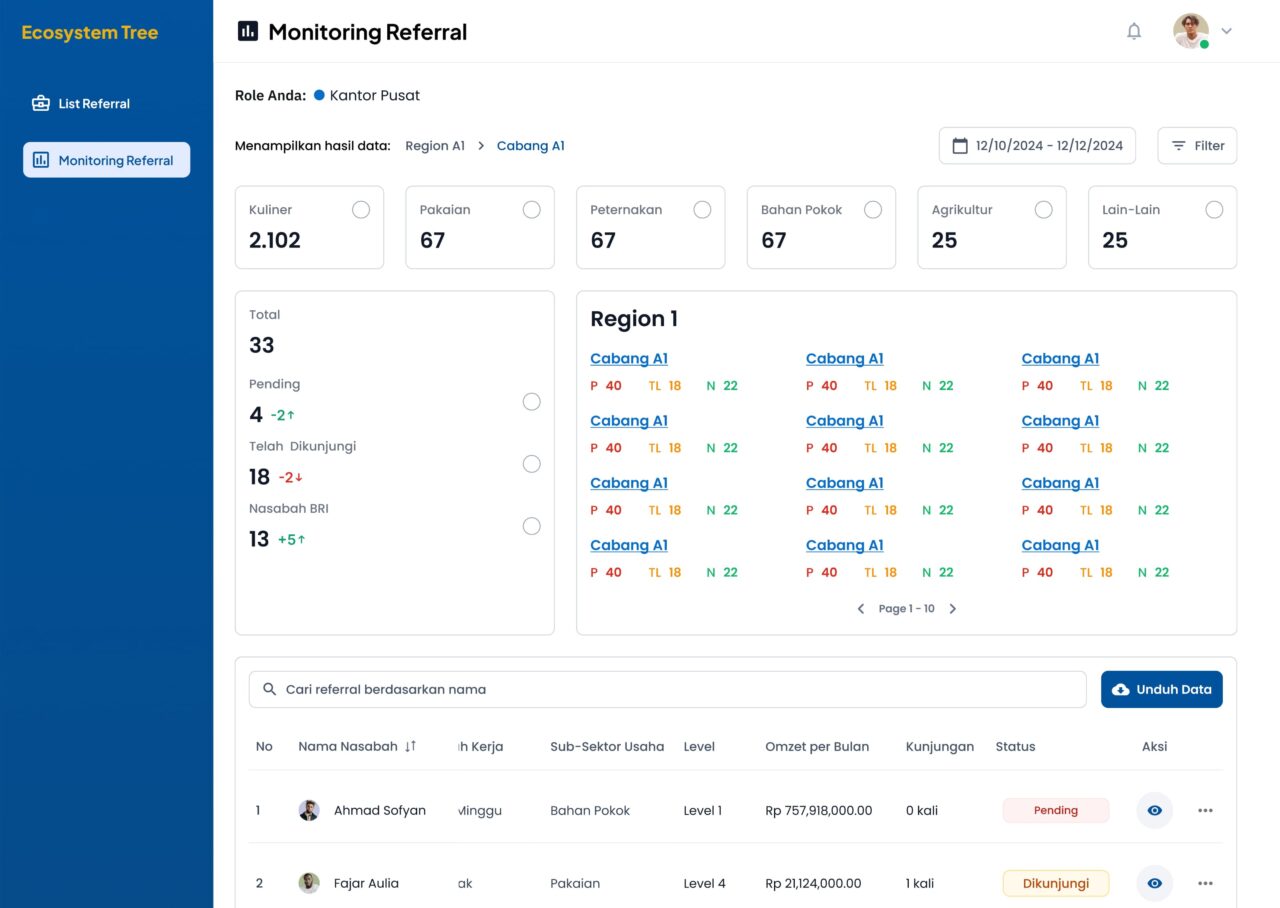 Ecosystem Tree
Monitoring Referral
List Referral
Monitoring Referral
Role Anda: Kantor Pusat
Menampilkan hasil data: Region A1 > Cabang A1
12/10/2024 - 12/12/2024
Filter
Kuliner
2.102
Pakaian
67
Peternakan
67
Bahan Pokok
67
Agrikultur
25
Lain-Lain
25
Total
33
Pending
4 -2↑
Telah Dikunjungi
18 -2↓
Nasabah BRI
13 +5↑
Region 1
Cabang A1 Cabang A1 Cabang A1
P 40 TL 18 N 22 P 40 TL 18 N 22 P 40 TL 18 N 22
Cabang A1 Cabang A1 Cabang A1
P 40 TL 18 N 22 P 40 TL 18 N 22 P 40 TL 18 N 22
Cabang A1 Cabang A1 Cabang A1
P 40 TL 18 N 22 P 40 TL 18 N 22 P 40 TL 18 N 22
Cabang A1 Cabang A1 Cabang A1
P 40 TL 18 N 22 P 40 TL 18 N 22 P 40 TL 18 N 22
Page 1 - 10
Cari referral berdasarkan nama
Unduh Data
No Nama Nasabah ↓↑ h Kerja Sub-Sektor Usaha Level Omzet per Bulan Kunjungan Status Aksi
1 Ahmad Sofyan Minggu Bahan Pokok Level 1 Rp 757,918,000.00 0 kali Pending
2 Fajar Aulia ak Pakaian Level 4 Rp 21,124,000.00 1 kali Dikunjungi